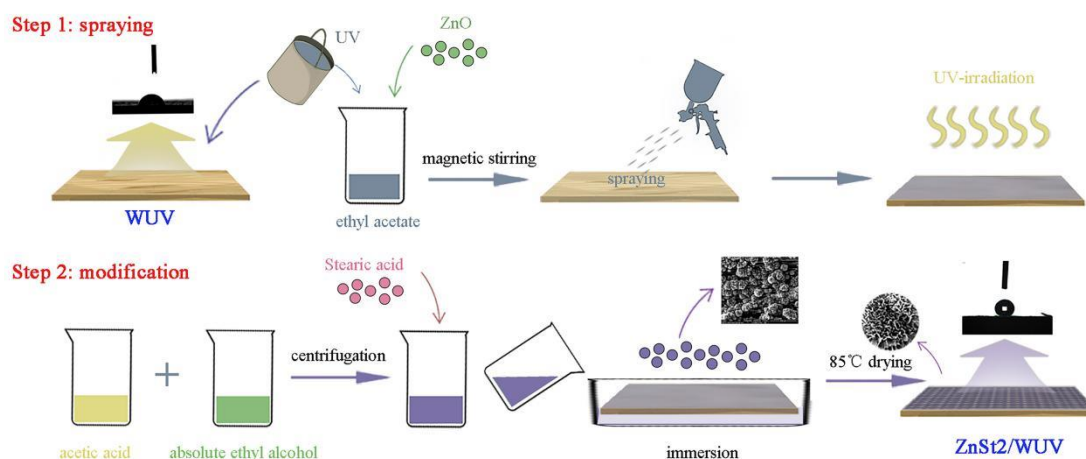 Step 1: spraying
UV
ZnO
UV-irradiation
magnetic stirring
spraying
WUV
ethyl acetate
Step 2: modification
Stearic acid
centrifugation
85℃ drying
acetic acid
absolute ethyl alcohol
immersion
ZnSt2/WUV